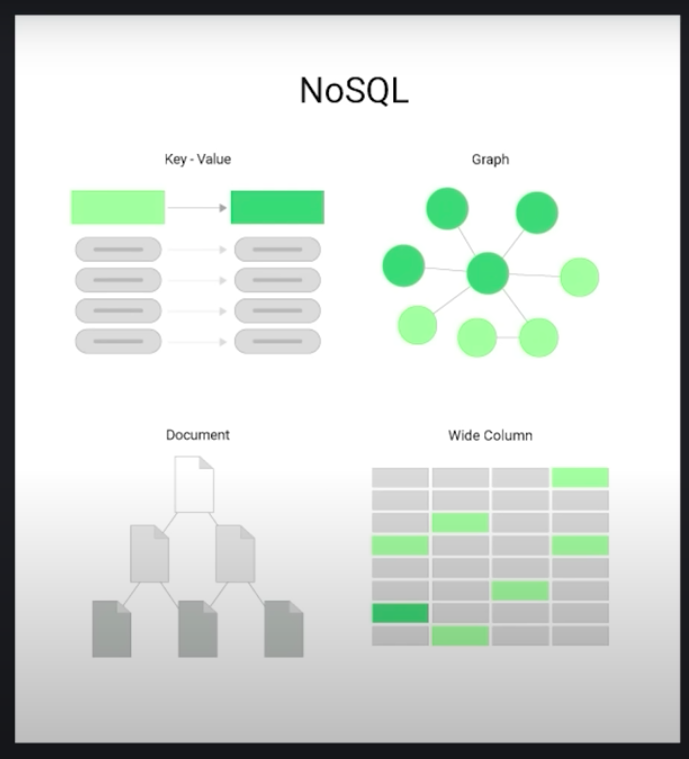 NoSQL
Key - Value
Graph
Document
Wide Column